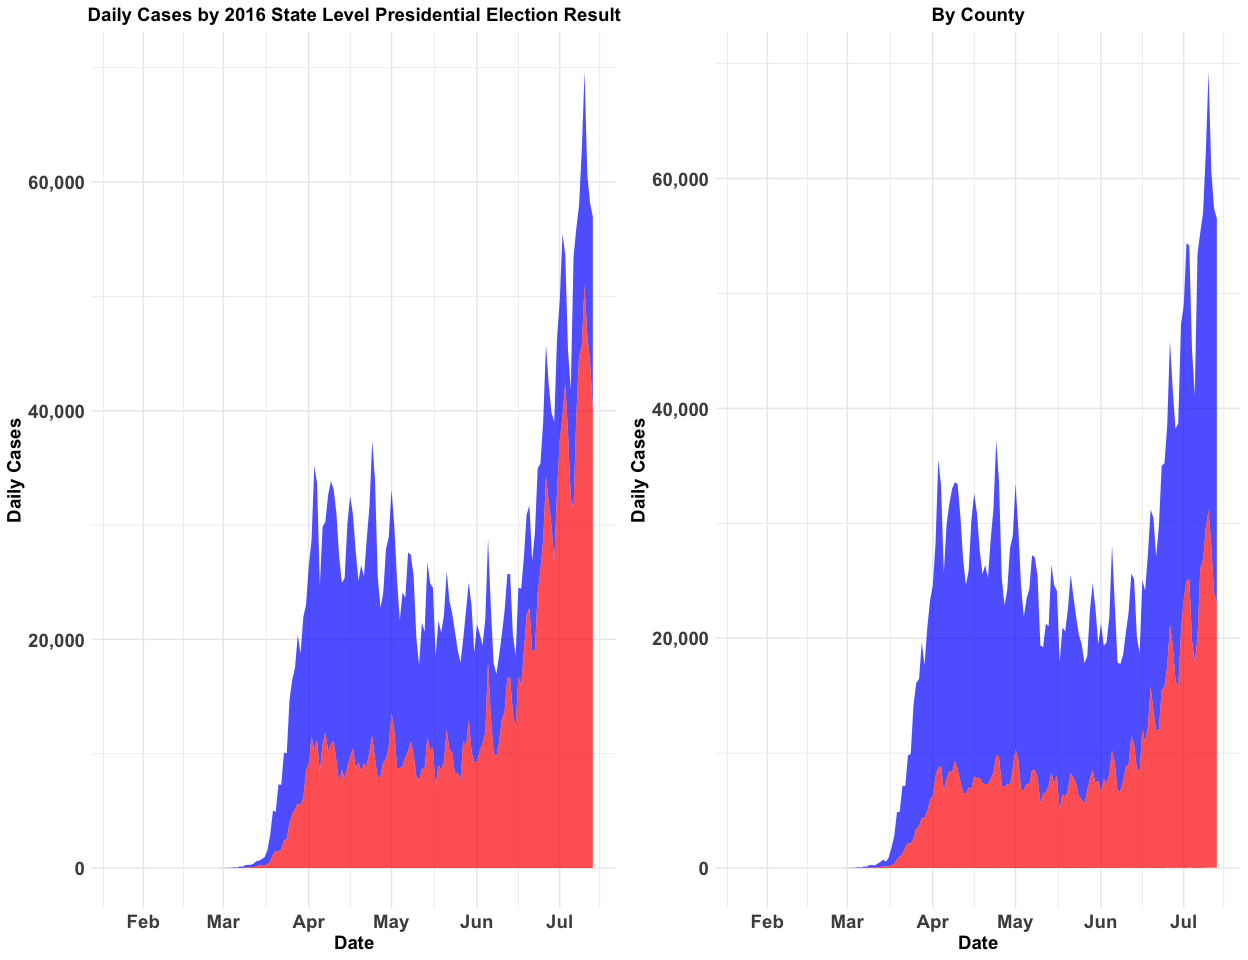 Daily Cases by 2016 State Level Presidential Election Result
Daily Cases
60,000
40,000
20,000
0
Feb Mar Apr May Jun Jul
Date
By County
Daily Cases
60,000
40,000
20,000
0
Feb Mar Apr May Jun Jul
Date